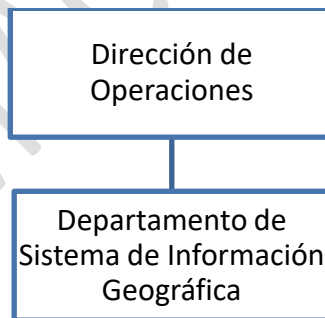 Dirección de
Operaciones
Departamento de
Sistema de Información
Geográfica